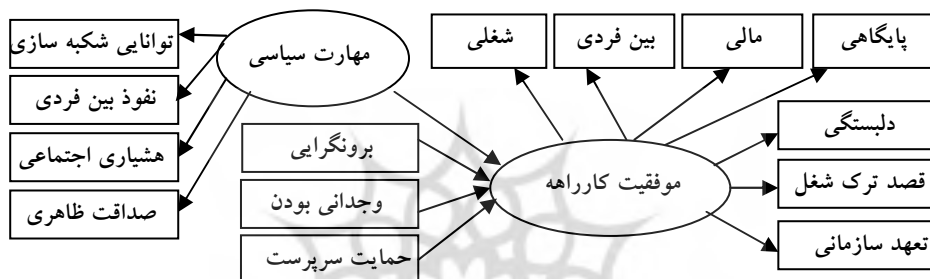 پایگاهی
مالی
بین فردی
شغلی
مهارت سیاسی
توانایی شکبه سازی
نفوذ بین فردی
هشیاری اجتماعی
صداقت ظاهری
برونگرایی
وجدانی بودن
حمایت سرپرست
موفقیت کارراهه
دلبستگی
قصد ترک شغل
تعهد سازمانی